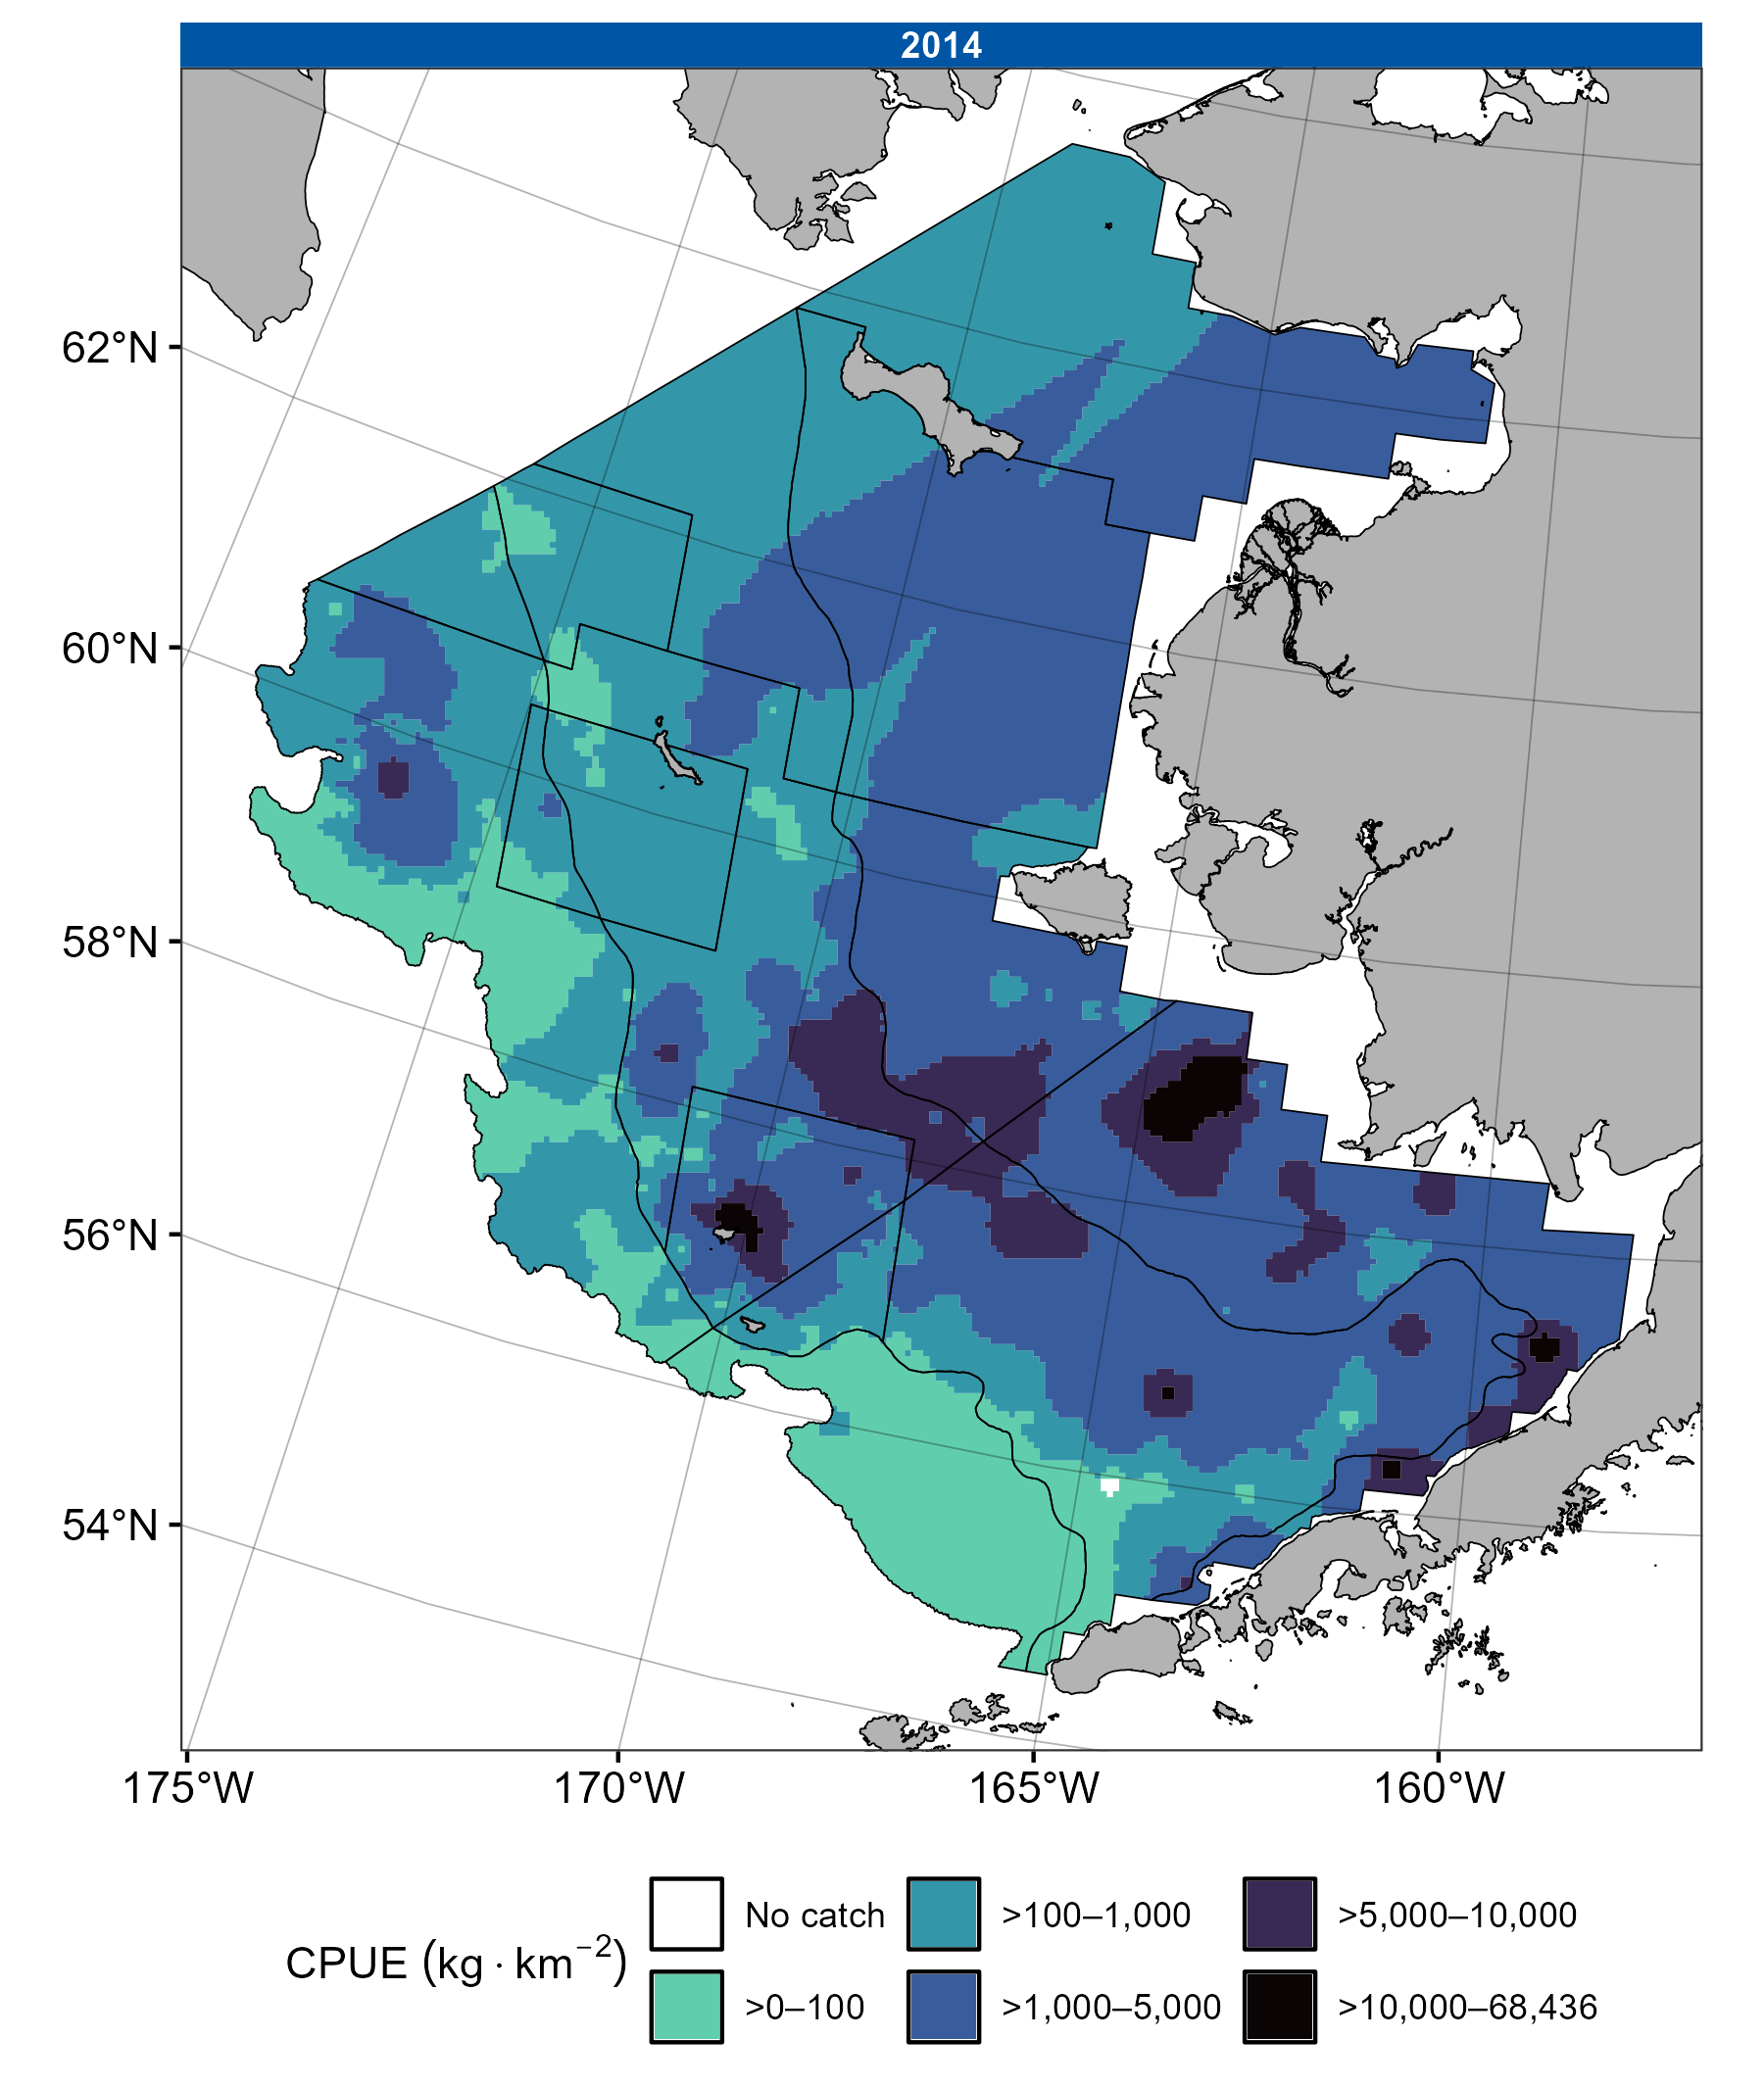 2014
62°N
60°N
58°N
56°N
54°N
175°W 170°W 165°W 160°W
CPUE (kg · km⁻²)
No catch >100–1,000 >5,000–10,000
>0–100 >1,000–5,000 >10,000–68,436